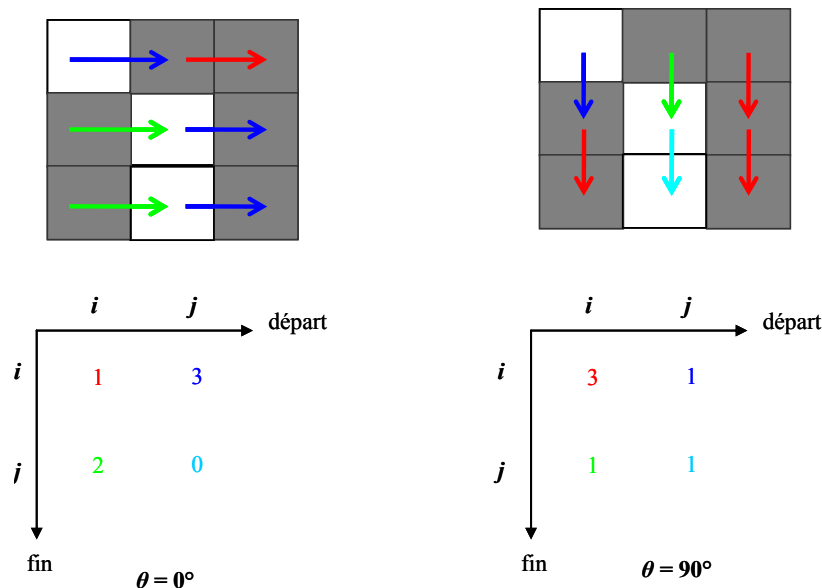 i j départ
i 1 3
j 2 0
fin
θ = 0°
i j départ
i 3 1
j 1 1
fin
θ = 90°